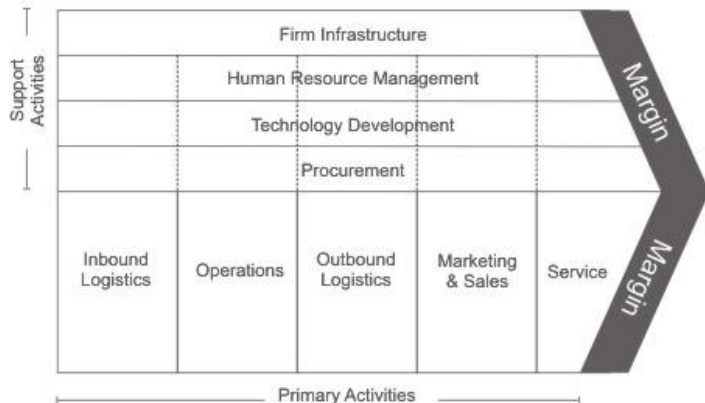 Support
Activities
Firm Infrastructure
Human Resource Management
Technology Development
Procurement
Inbound
Logistics
Operations
Outbound
Logistics
Marketing
& Sales
Service
Margin
Margin
Primary Activities